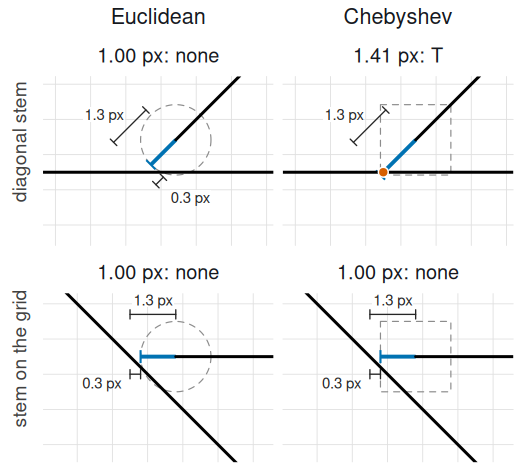 Euclidean
Chebyshev
1.00 px: none
1.41 px: T
diagonal stem
1.3 px
0.3 px
1.3 px
1.00 px: none
1.00 px: none
stem on the grid
1.3 px
0.3 px
1.3 px
0.3 px